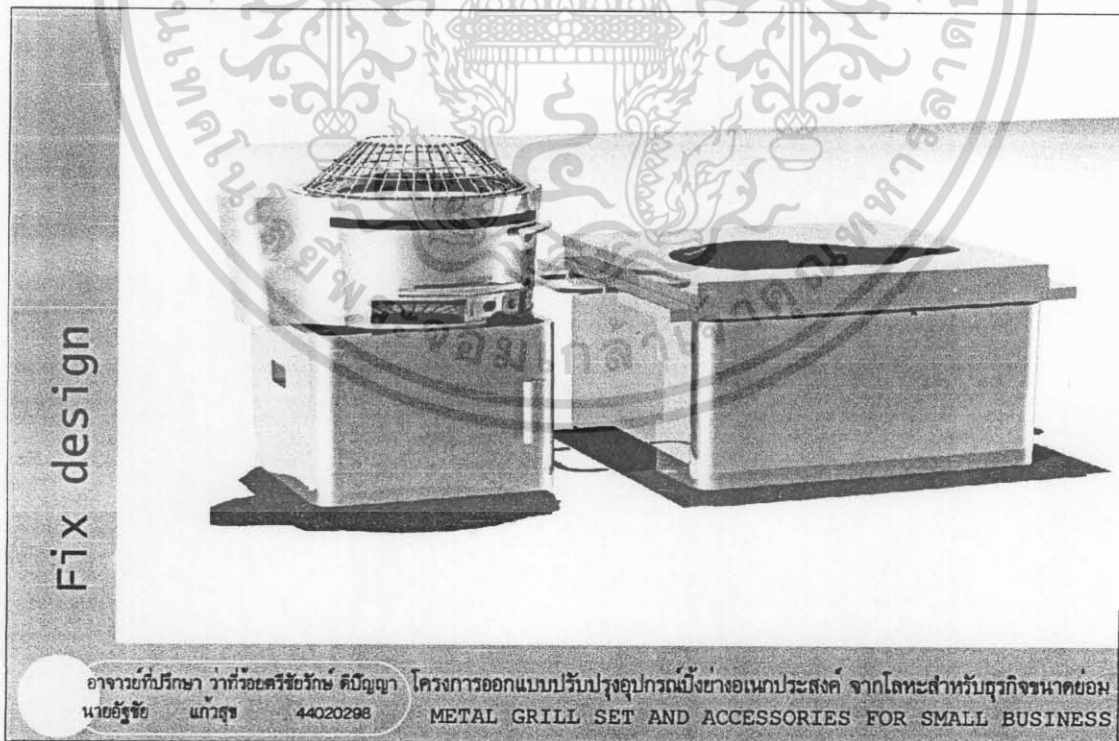 Fix design
อาจารย์ที่ปรึกษา ว่าที่ร้อยตรีชัยรักษ์ ดีปัญญา
นายอัฐชัย แก้วสุข 44020298
โครงการออกแบบปรับปรุงอุปกรณ์ปิ้งย่างอเนกประสงค์ จากโลหะสำหรับธุรกิจขนาดย่อม
METAL GRILL SET AND ACCESSORIES FOR SMALL BUSINESS